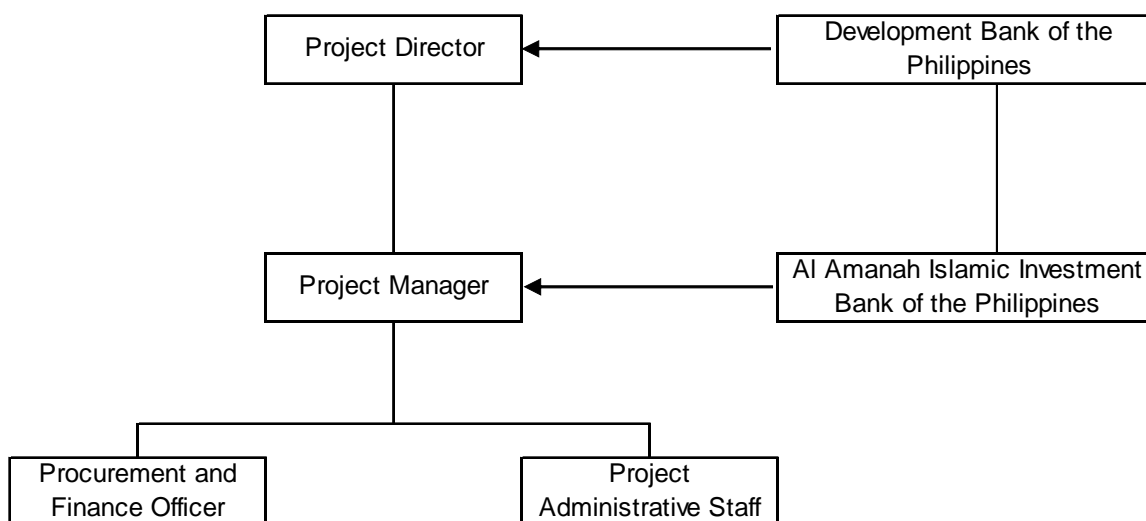 Project Director
Development Bank of the
Philippines
Project Manager
Al Amanah Islamic Investment
Bank of the Philippines
Procurement and
Finance Officer
Project
Administrative Staff